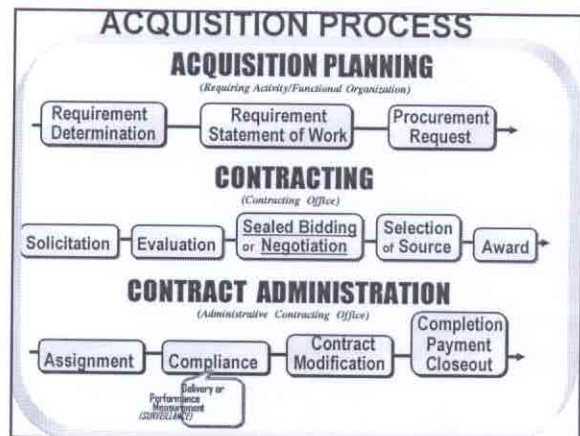 ACQUISITION PROCESS
ACQUISITION PLANNING
(Requiring Activity/Functional Organization)
Requirement
Determination
Requirement
Statement of Work
Procurement
Request
CONTRACTING
(Contracting Office)
Solicitation
Evaluation
Sealed Bidding
or Negotiation
Selection
of Source
Award
CONTRACT ADMINISTRATION
(Administrative Contracting Office)
Assignment
Compliance
Contract
Modification
Completion
Payment
Closeout
Delivery or
Performance
Measurement
(SURVEILLANCE)